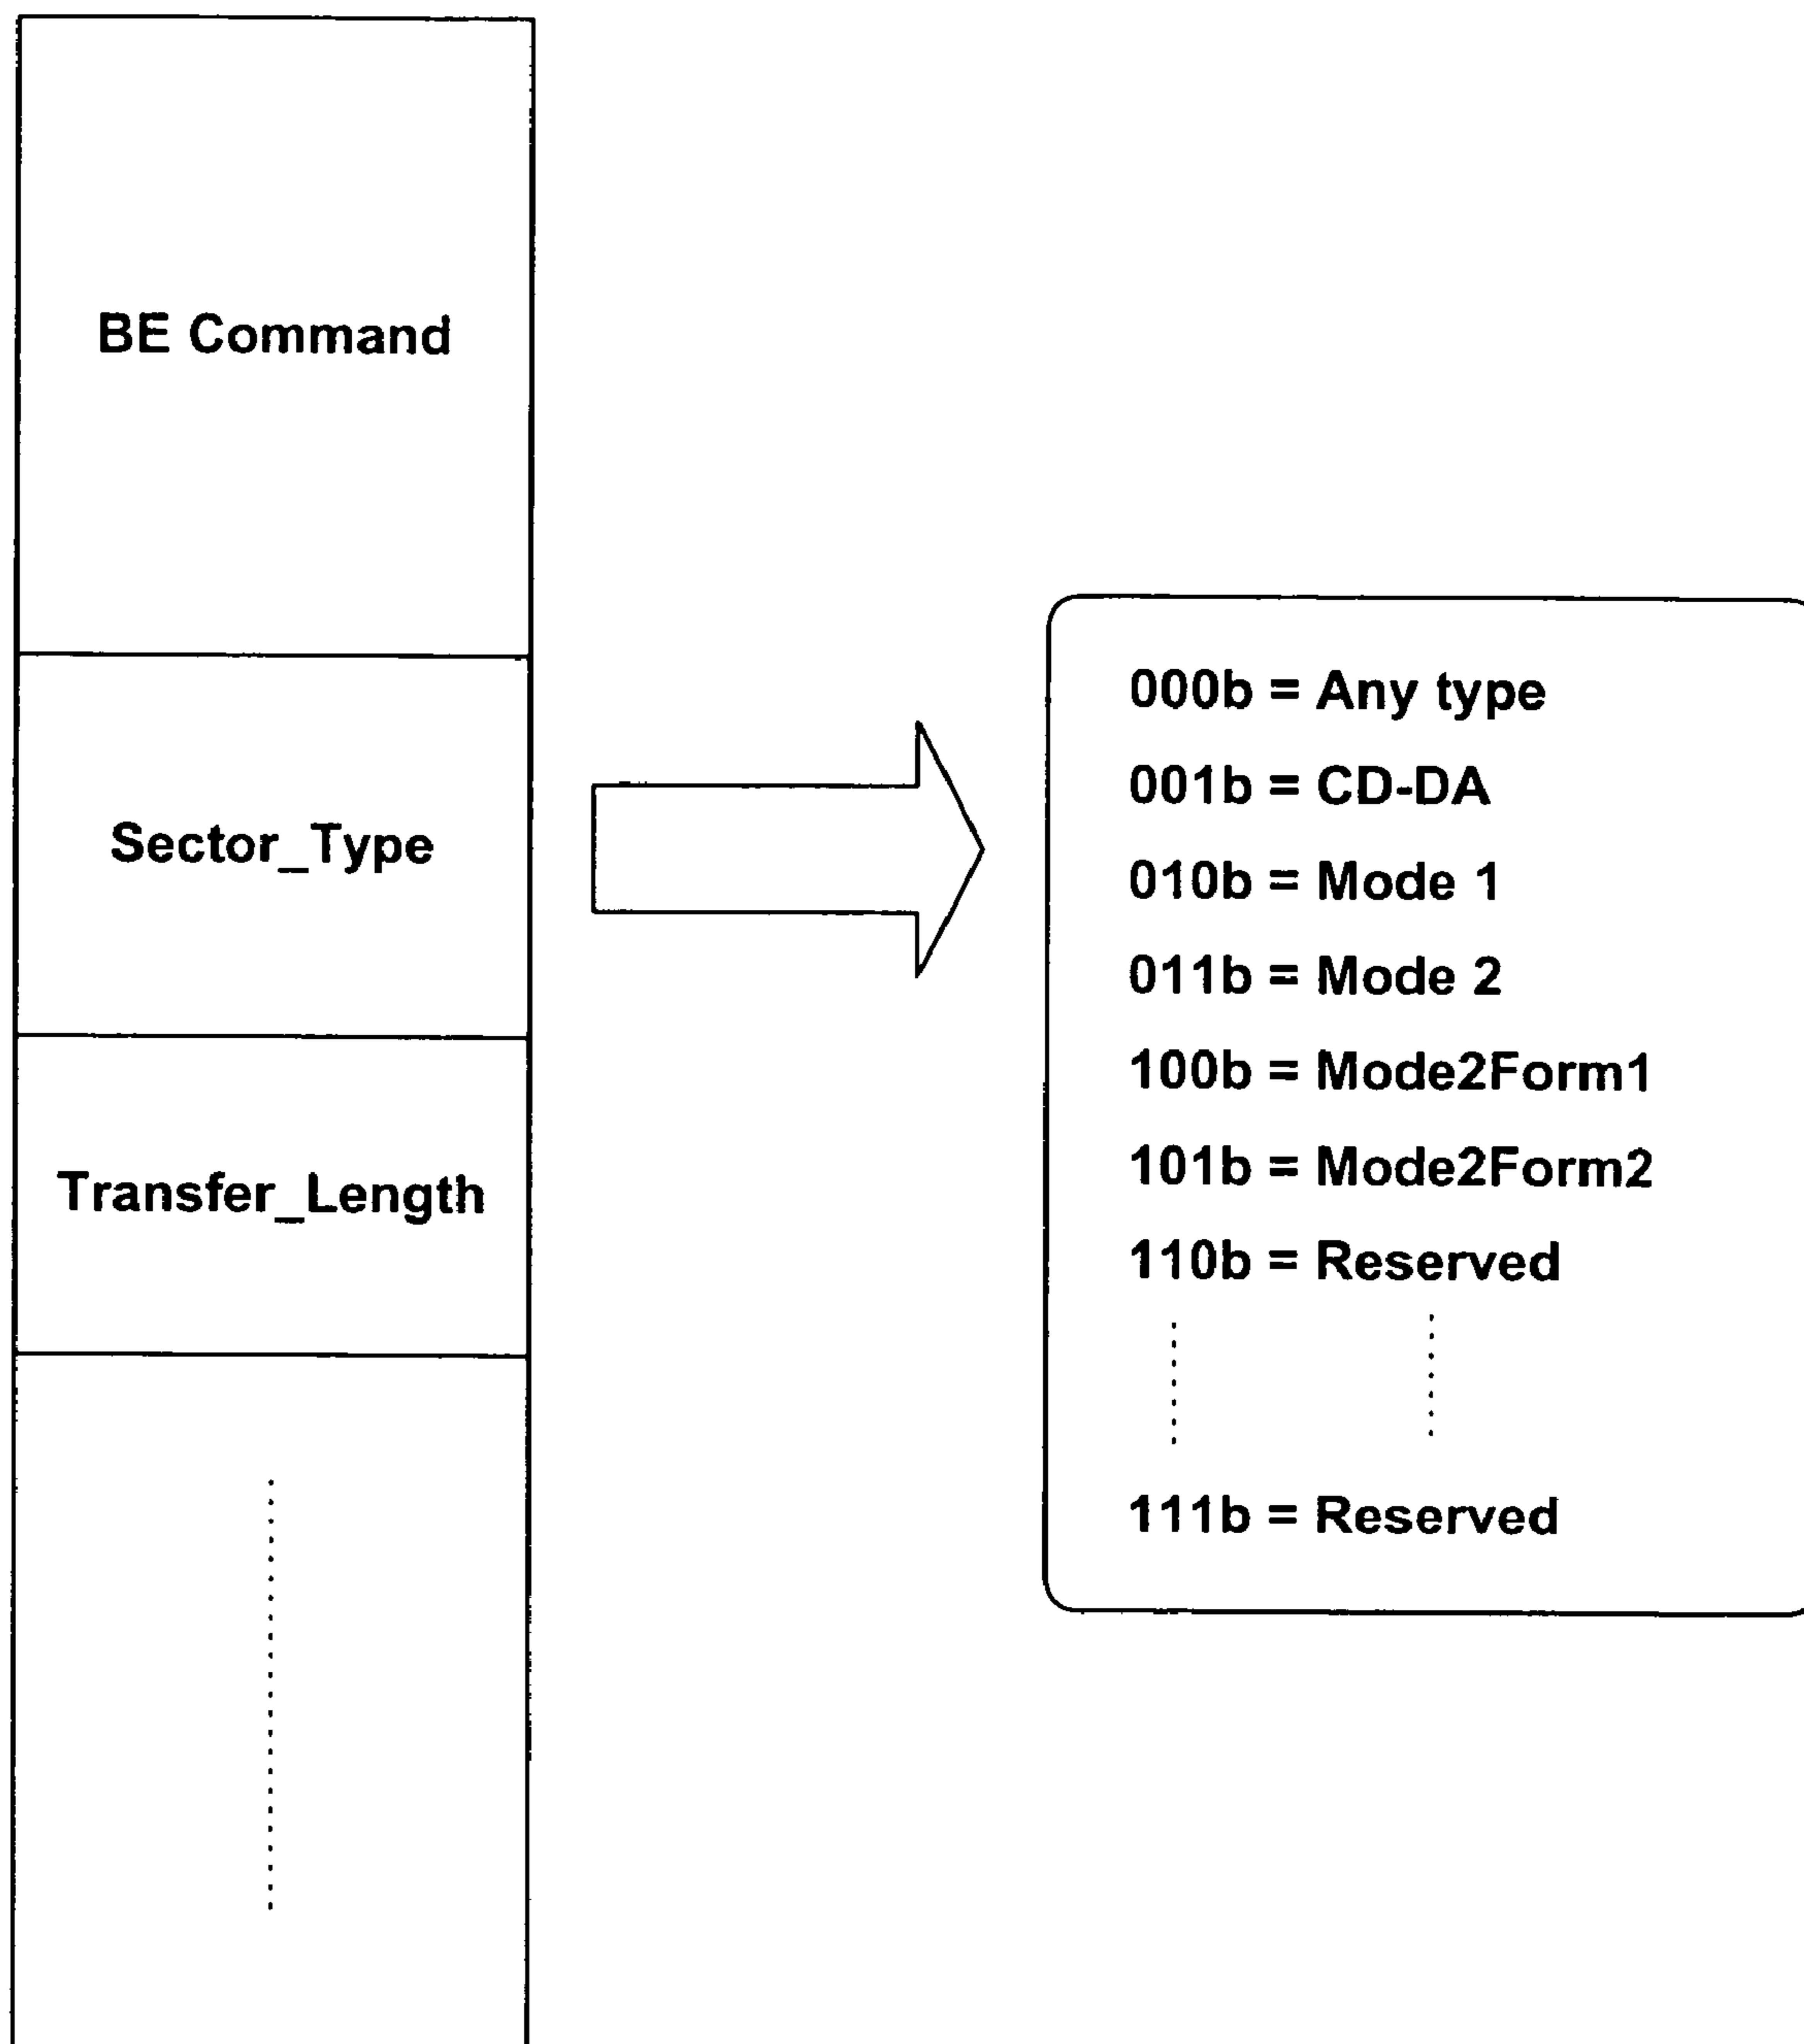 BE Command
Sector_Type
Transfer_Length
000b = Any type
001b = CD-DA
010b = Mode 1
011b = Mode 2
100b = Mode2Form1
101b = Mode2Form2
110b = Reserved
111b = Reserved